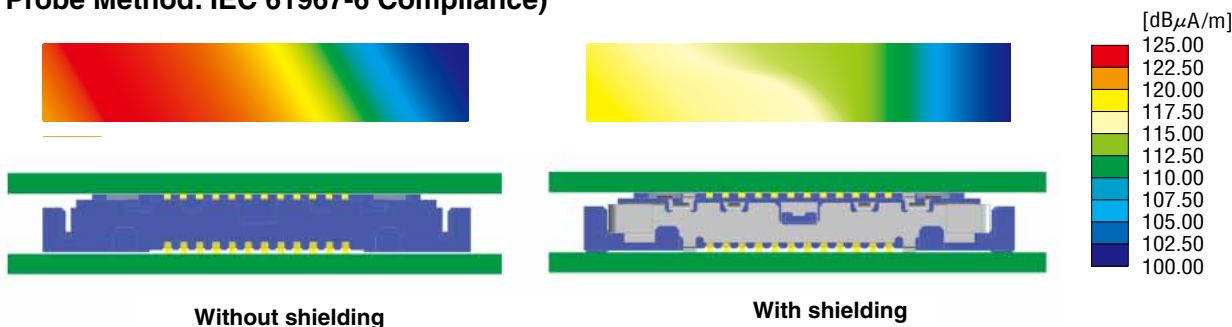 Probe Method: IEC 61967-6 Compliance)
[dBμA/m]
125.00
122.50
120.00
117.50
115.00
112.50
110.00
107.50
105.00
102.50
100.00
Without shielding
With shielding